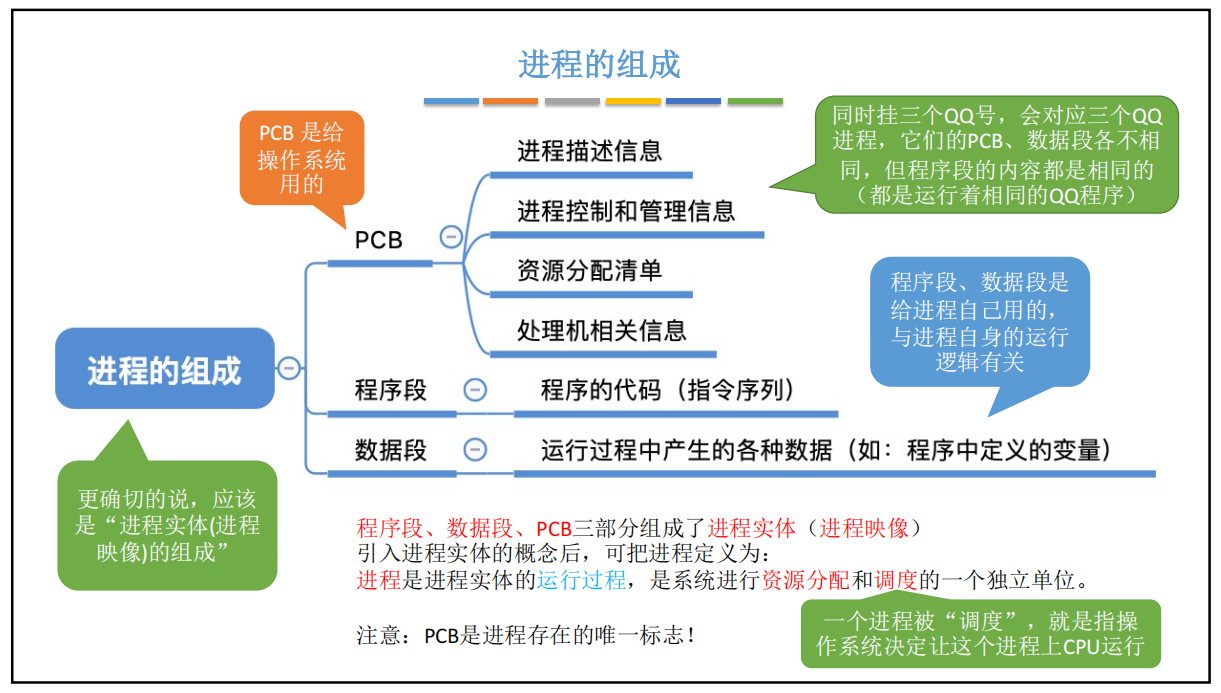 进程的组成
PCB 是给
操作系统
用的
同时挂三个QQ号，会对应三个QQ
进程，它们的PCB、数据段各不相
同，但程序段的内容都是相同的
（都是运行着相同的QQ程序）
进程描述信息
进程控制和管理信息
PCB
资源分配清单
处理机相关信息
程序段、数据段是
给进程自己用的，
与进程自身的运行
逻辑有关
进程的组成
程序段
程序的代码（指令序列）
数据段
运行过程中产生的各种数据（如：程序中定义的变量）
更确切的说，应该
是“进程实体(进程
映像)的组成”
程序段、数据段、PCB三部分组成了进程实体（进程映像）
引入进程实体的概念后，可把进程定义为：
进程是进程实体的运行过程，是系统进行资源分配和调度的一个独立单位。
注意：PCB是进程存在的唯一标志！
一个进程被“调度”，就是指操
作系统决定让这个进程上CPU运行